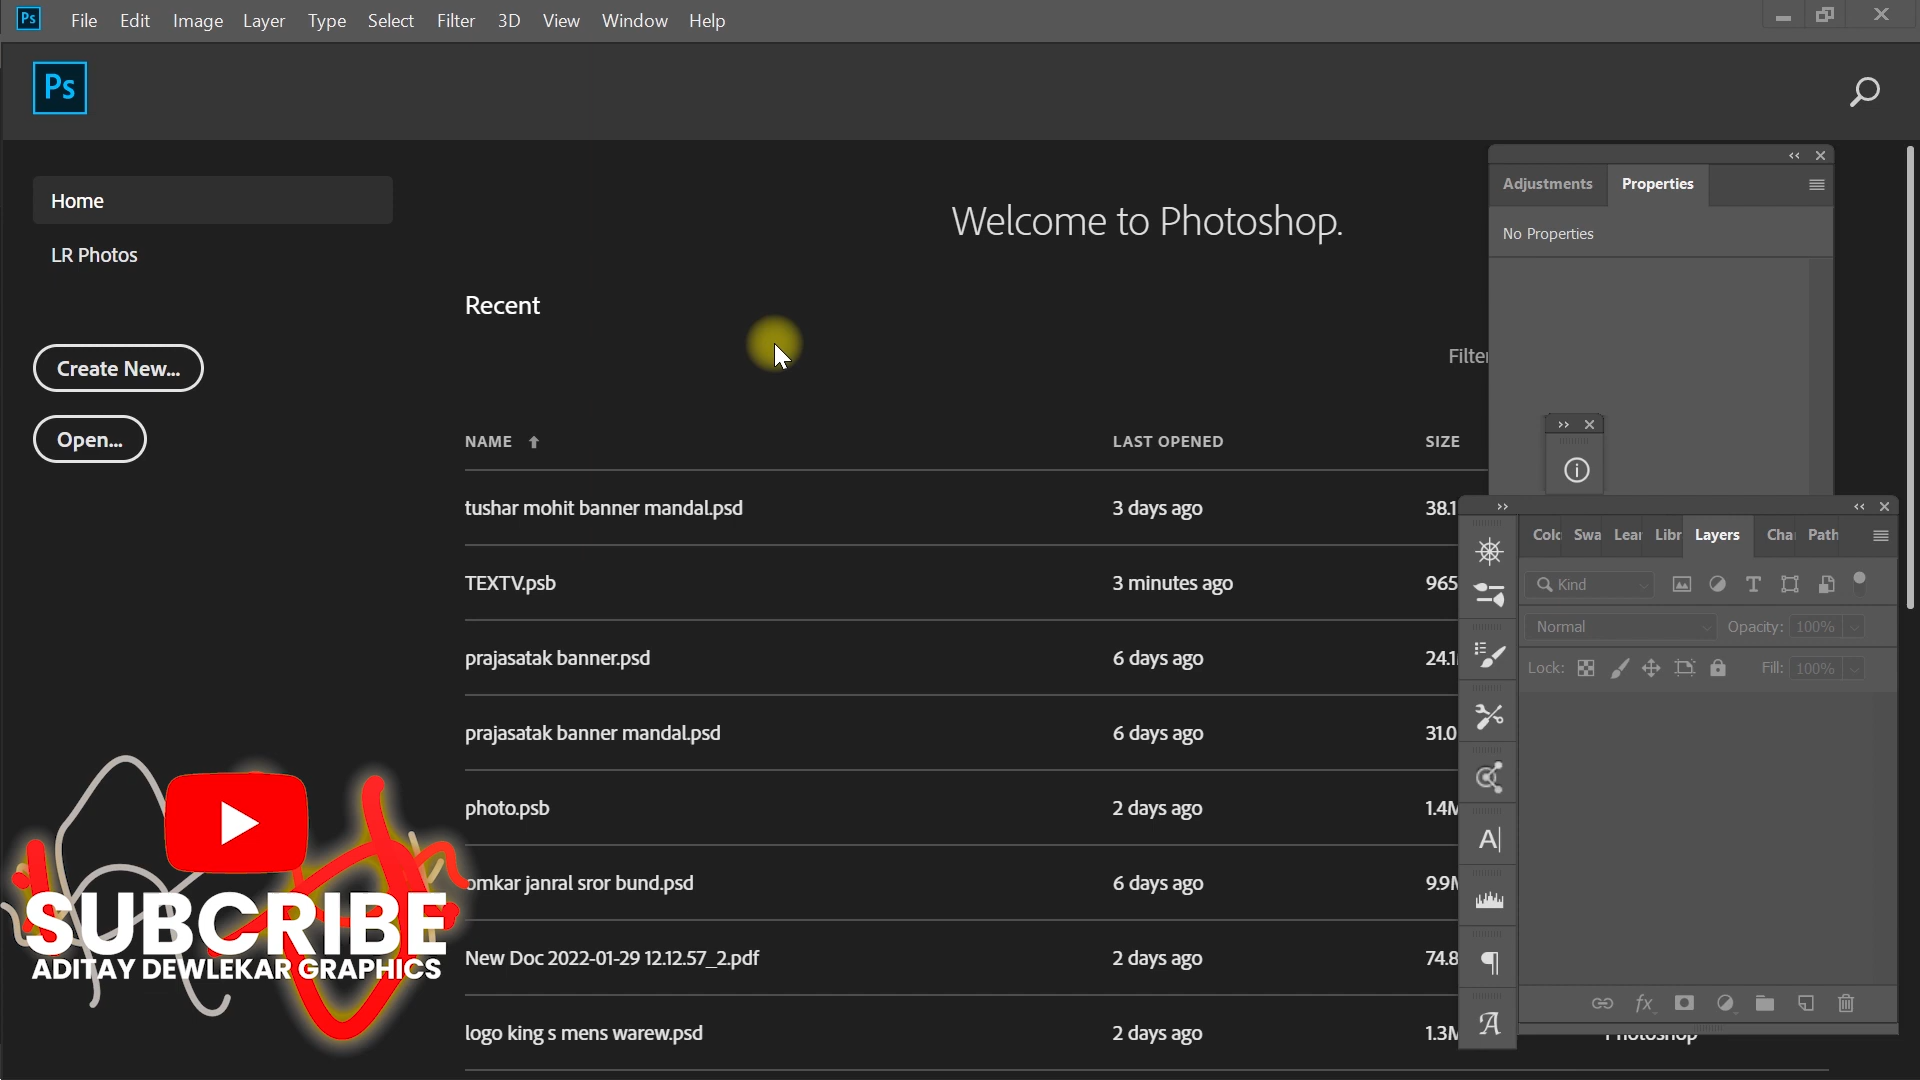 Ps File Edit Image Layer Type Select Filter 3D View Window Help
Ps
Home
LR Photos
Create New...
Open...
Welcome to Photoshop.
Recent
Filter
NAME LAST OPENED SIZE
tushar mohit banner mandal.psd 3 days ago 38.1
TEXTV.psb 3 minutes ago 965
prajasatak banner.psd 6 days ago 24.1
prajasatak banner mandal.psd 6 days ago 31.0
photo.psb 2 days ago 1.4M
omkar janral sror bund.psd 6 days ago 9.9M
New Doc 2022-01-29 12.12.57_2.pdf 2 days ago 74.8
logo king s mens warew.psd 2 days ago 1.3M Photoshop
Adjustments Properties
No Properties
Colo Swa Lear Libr Layers Cha Path
Kind
Normal Opacity: 100%
Lock: Fill: 100%
SUBCRIBE
ADITAY DEWLEKAR GRAPHICS